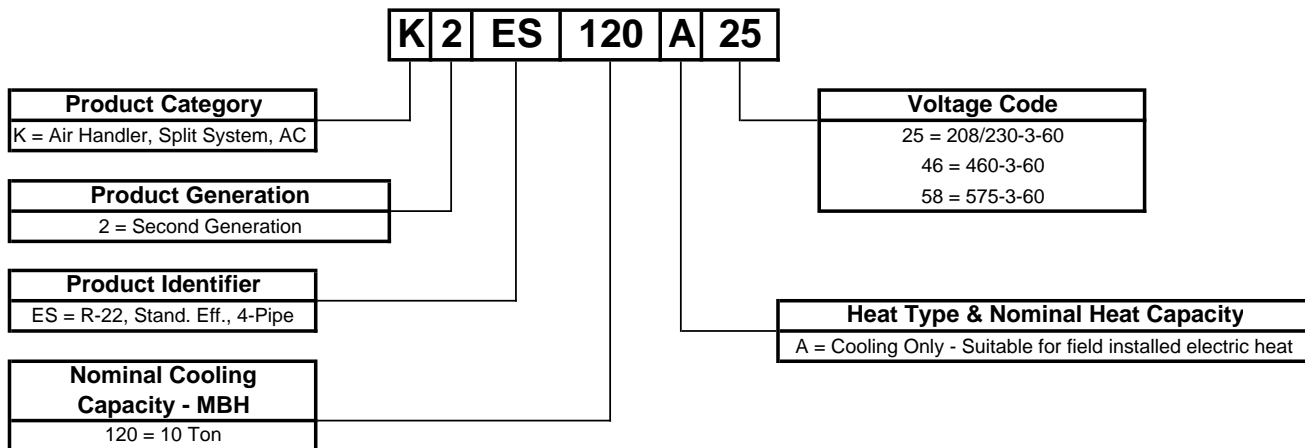 K 2 ES 120 A 25
Product Category
K = Air Handler, Split System, AC
Product Generation
2 = Second Generation
Product Identifier
ES = R-22, Stand. Eff., 4-Pipe
Nominal Cooling
Capacity - MBH
120 = 10 Ton
Voltage Code
25 = 208/230-3-60
46 = 460-3-60
58 = 575-3-60
Heat Type & Nominal Heat Capacity
A = Cooling Only - Suitable for field installed electric heat